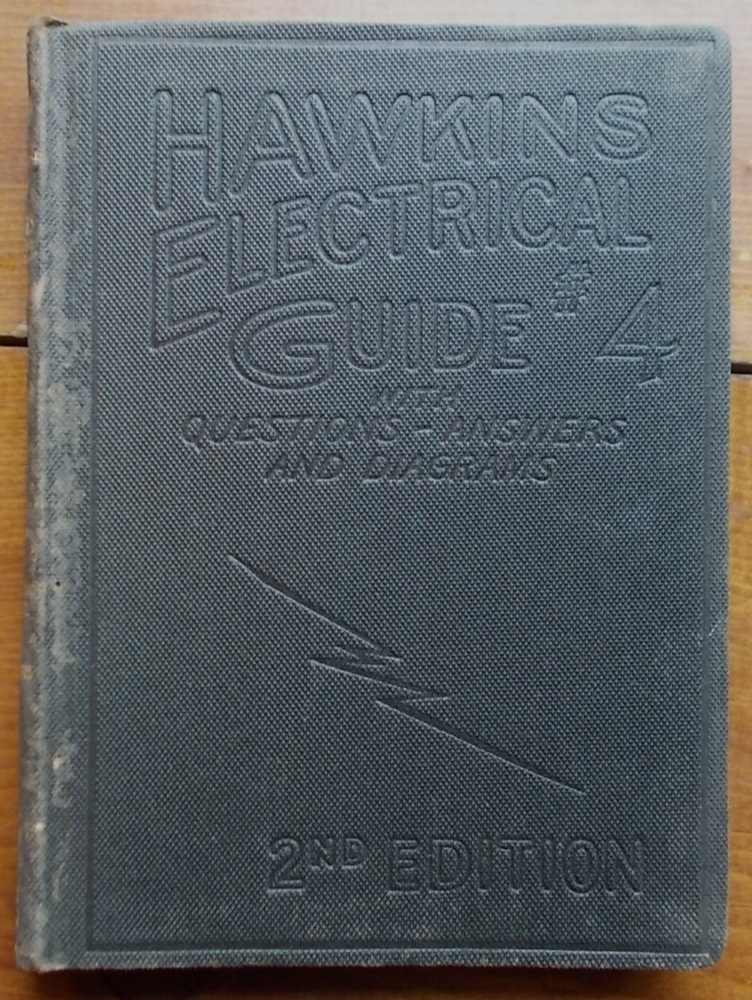 HAWKINS
ELECTRICAL
GUIDE #4
WITH
QUESTIONS - ANSWERS
AND DIAGRAMS
2ND EDITION